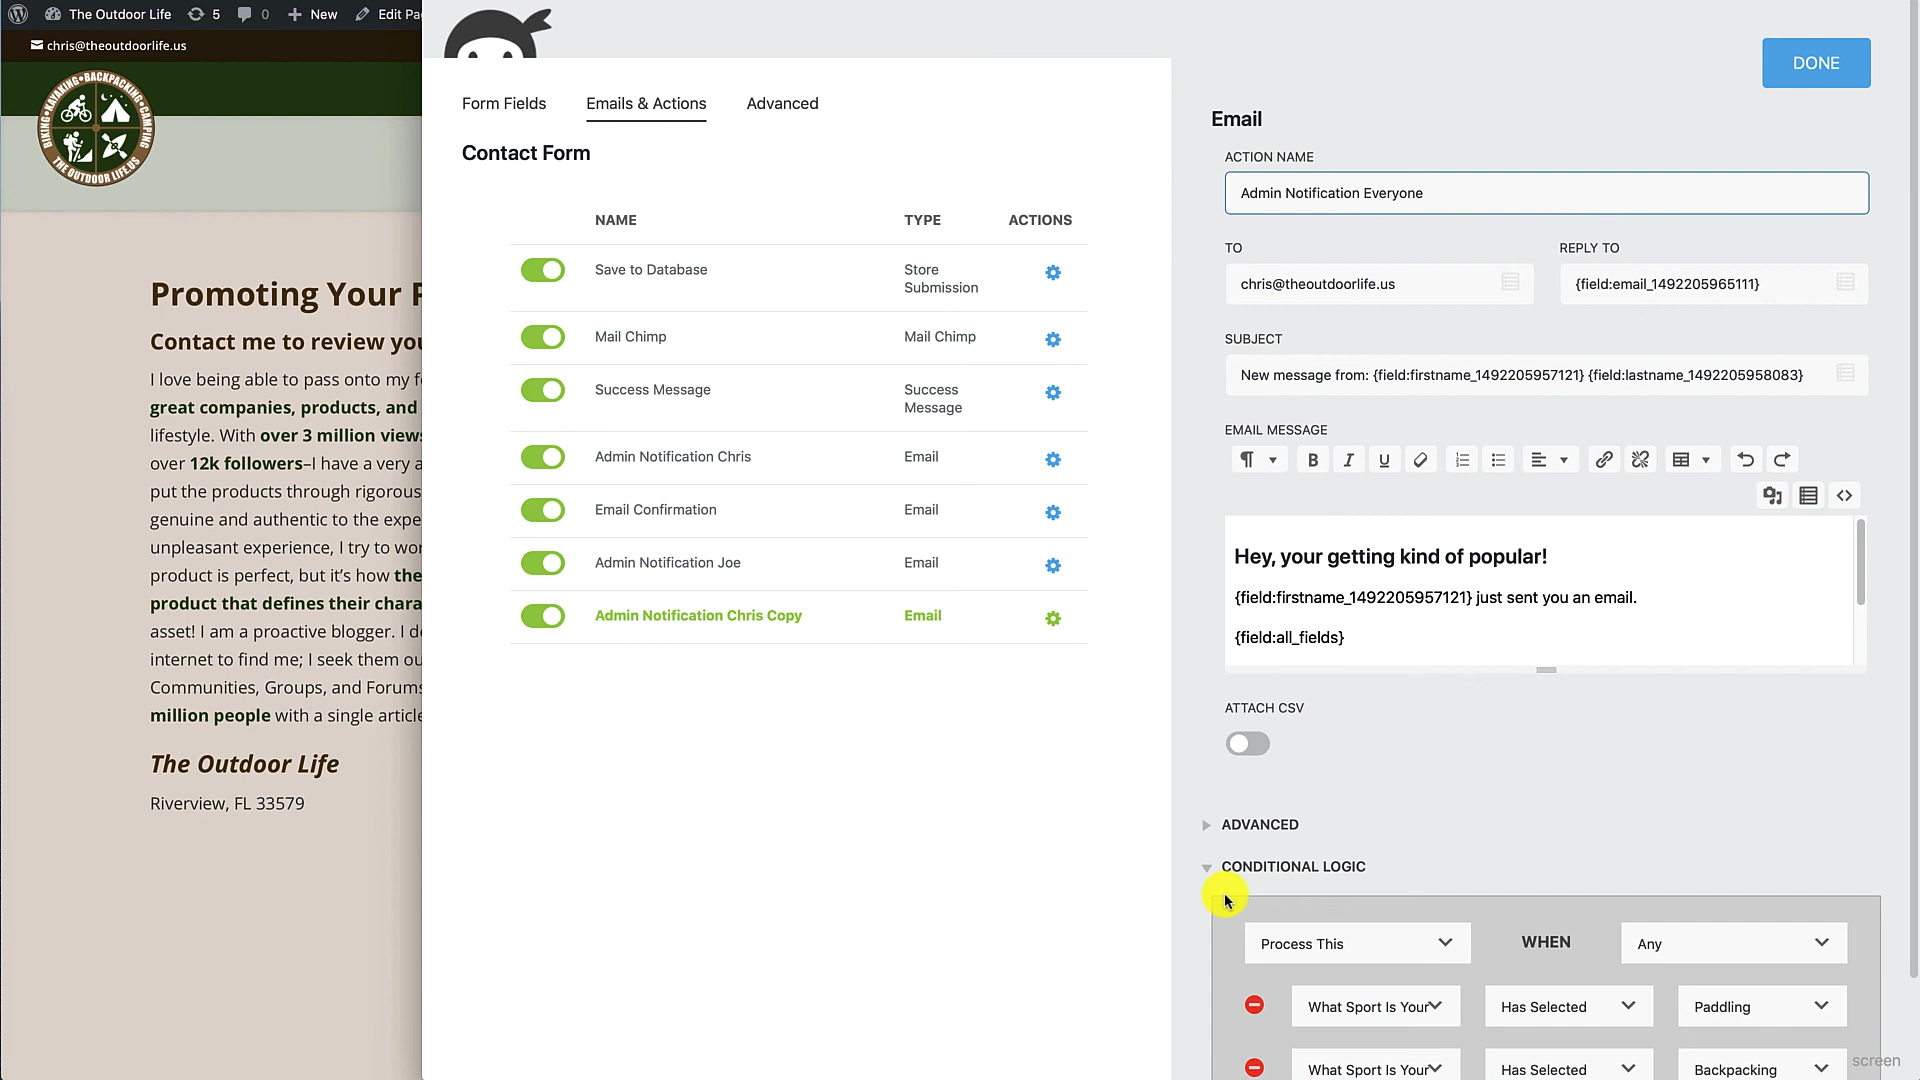 The Outdoor Life 5 0 New Edit Pa
chris@theoutdoorlife.us
BIKING•KAYAKING•BACKPACKING•CAMPING
THE OUTDOOR LIFE.US
Promoting Your F
Contact me to review you
I love being able to pass onto my f
great companies, products, and
lifestyle. With over 3 million views
over 12k followers–I have a very a
put the products through rigorous
genuine and authentic to the expe
unpleasant experience, I try to wor
product is perfect, but it's how the
product that defines their chara
asset! I am a proactive blogger. I d
internet to find me; I seek them ou
Communities, Groups, and Forums
million people with a single article
The Outdoor Life
Riverview, FL 33579
Form Fields
Emails & Actions
Advanced
Contact Form
NAME TYPE ACTIONS
Save to Database Store
Submission
Mail Chimp Mail Chimp
Success Message Success
Message
Admin Notification Chris Email
Email Confirmation Email
Admin Notification Joe Email
Admin Notification Chris Copy Email
DONE
Email
ACTION NAME
Admin Notification Everyone
TO REPLY TO
chris@theoutdoorlife.us {field:email_1492205965111}
SUBJECT
New message from: {field:firstname_1492205957121} {field:lastname_1492205958083}
EMAIL MESSAGE
Hey, your getting kind of popular!
{field:firstname_1492205957121} just sent you an email.
{field:all_fields}
ATTACH CSV
ADVANCED
CONDITIONAL LOGIC
Process This WHEN Any
What Sport Is Your Has Selected Paddling
What Sport Is Your Has Selected Backpacking
screen